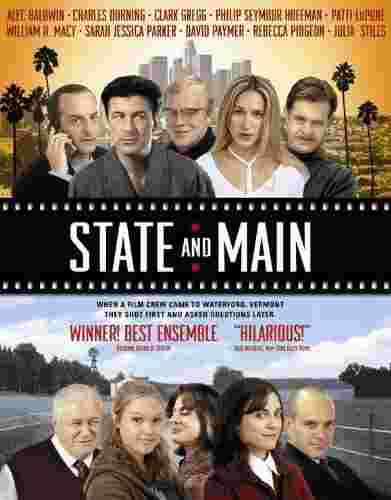 ALEC BALDWIN · CHARLES DURNING · CLARK GREGG · PHILIP SEYMOUR HOFFMAN · PATTI LuPONE
WILLIAM H. MACY · SARAH JESSICA PARKER · DAVID PAYMER · REBECCA PIDGEON · JULIA STILES
STATE AND MAIN
WHEN A FILM CREW CAME TO WATERFORD, VERMONT
THEY SHOT FIRST AND ASKED SOLUTIONS LATER.
WINNER! BEST ENSEMBLE "HILARIOUS!"